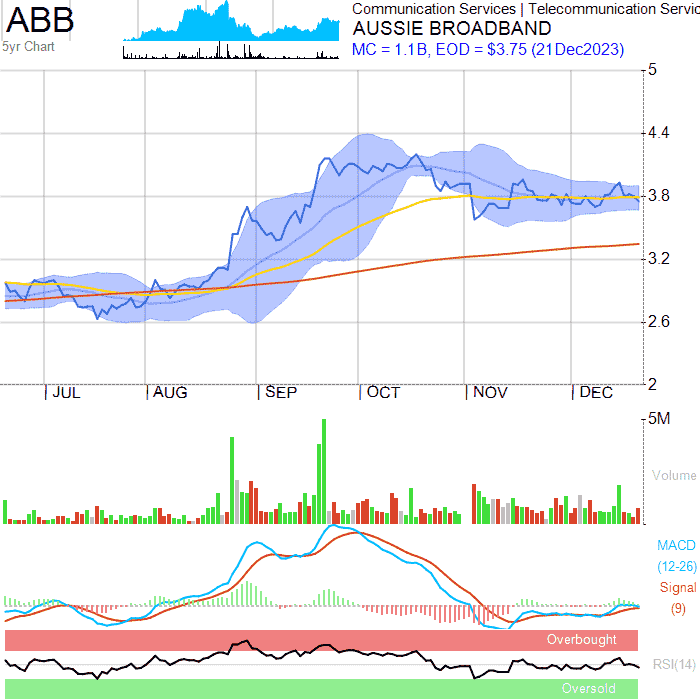 ABB
5yr Chart
Communication Services | Telecommunication Servic
AUSSIE BROADBAND
MC = 1.1B, EOD = $3.75 (21Dec2023)
5
4.4
3.8
3.2
2.6
2
JUL
AUG
SEP
OCT
NOV
DEC
5M
Volume
MACD
(12-26)
Signal
(9)
Overbought
RSI(14)
Oversold